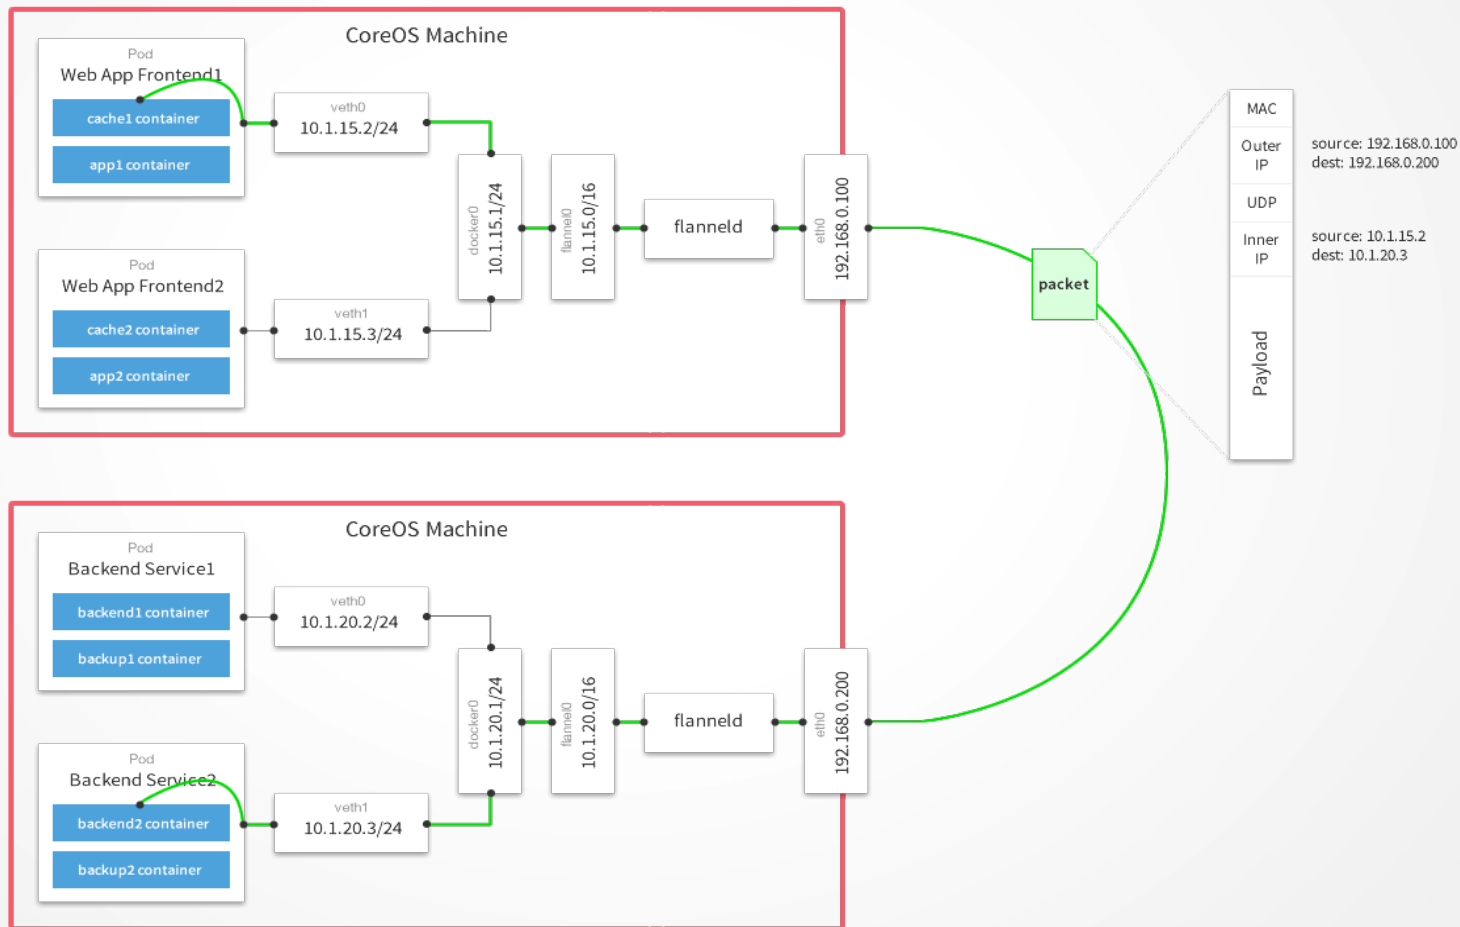 CoreOS Machine
Pod
Web App Frontend1
cache1 container
app1 container
veth0
10.1.15.2/24
Pod
Web App Frontend2
cache2 container
app2 container
veth1
10.1.15.3/24
docker0
10.1.15.1/24
flannel0
10.1.15.0/16
flanneld
eth0
192.168.0.100
packet
MAC
Outer
IP
source: 192.168.0.100
dest: 192.168.0.200
UDP
Inner
IP
source: 10.1.15.2
dest: 10.1.20.3
Payload
CoreOS Machine
Pod
Backend Service1
backend1 container
backup1 container
veth0
10.1.20.2/24
Pod
Backend Service2
backend2 container
backup2 container
veth1
10.1.20.3/24
docker0
10.1.20.1/24
flannel0
10.1.20.0/16
flanneld
eth0
192.168.0.200